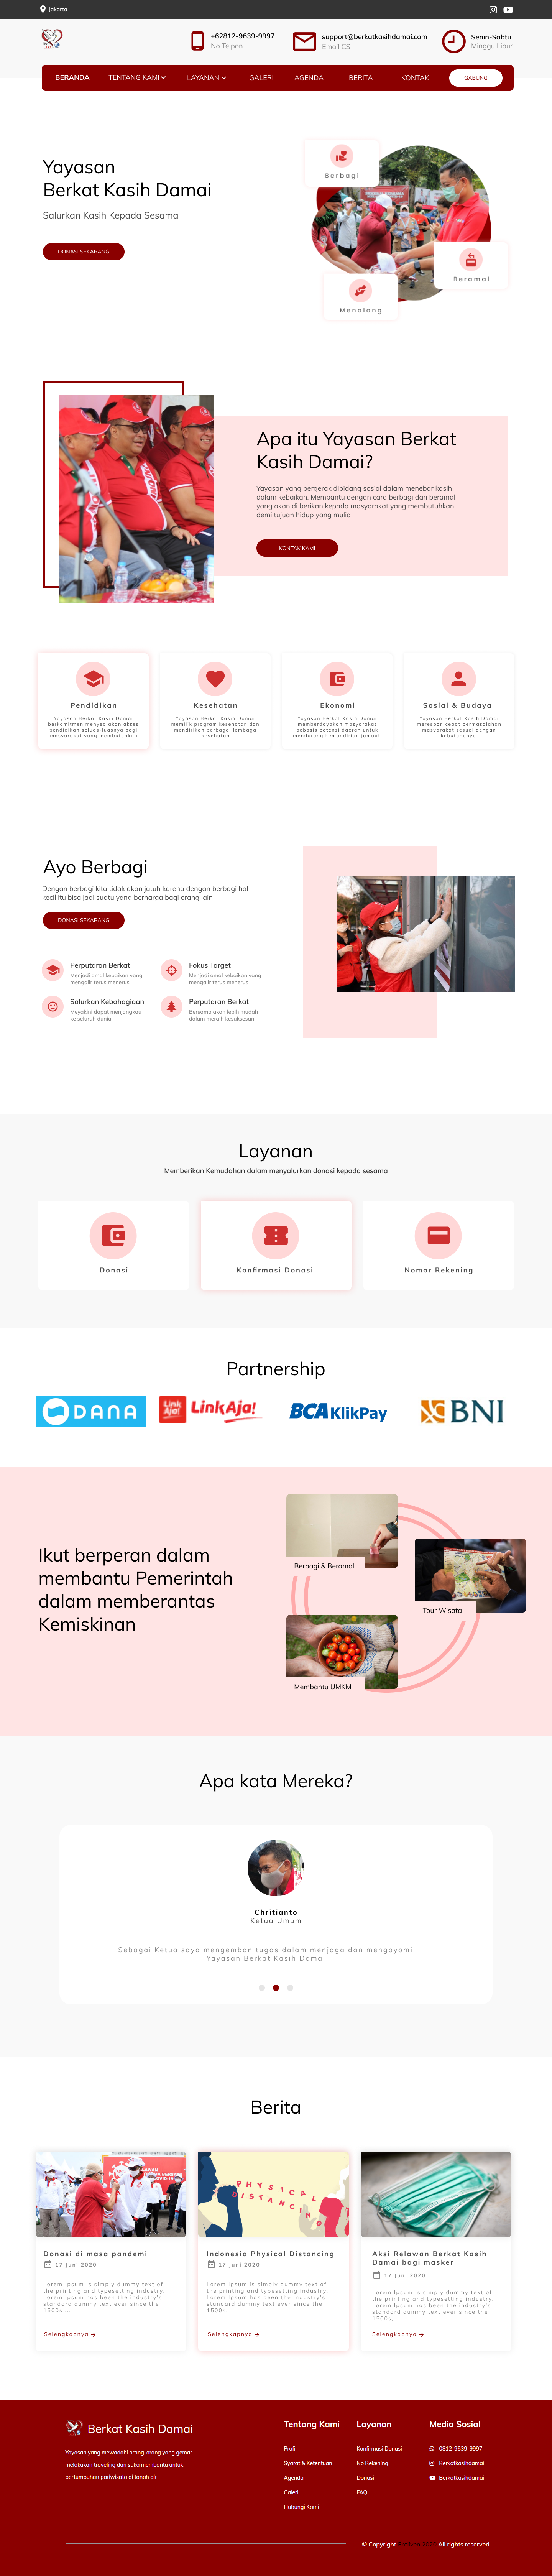 Jakarta
+62812-9639-9997
No Telpon
support@berkatkasihdamai.com
Email CS
Senin-Sabtu
Minggu Libur
BERANDA
TENTANG KAMI
LAYANAN
GALERI
AGENDA
BERITA
KONTAK
GABUNG
Yayasan
Berkat Kasih Damai
Salurkan Kasih Kepada Sesama
DONASI SEKARANG
Berbagi
Beramal
Menolong
Apa itu Yayasan Berkat
Kasih Damai?
Yayasan yang bergerak dibidang sosial dalam menebar kasih
dalam kebaikan. Membantu dengan cara berbagi dan beramal
yang akan di berikan kepada masyarakat yang membutuhkan
demi tujuan hidup yang mulia
KONTAK KAMI
Pendidikan
Yayasan Berkat Kasih Damai
berkomitmen menyediakan akses
pendidikan seluas-luasnya bagi
masyarakat yang membutuhkan
Kesehatan
Yayasan Berkat Kasih Damai
memiliki program kesehatan dan
mendirikan berbagai lembaga
kesehatan
Ekonomi
Yayasan Berkat Kasih Damai
memberdayakan masyarakat
bebasis potensi daerah untuk
mendorong kemandirian jamaat
Sosial & Budaya
Yayasan Berkat Kasih Damai
merespon cepat permasalahan
masyarakat sesuai dengan
kebutuhanya
Ayo Berbagi
Dengan berbagi kita tidak akan jatuh karena dengan berbagi hal
kecil itu bisa jadi suatu yang berharga bagi orang lain
DONASI SEKARANG
Perputaran Berkat
Menjadi amal kebaikan yang
mengalir terus menerus
Fokus Target
Menjadi amal kebaikan yang
mengalir terus menerus
Salurkan Kebahagiaan
Meyakini dapat menjangkau
ke seluruh dunia
Perputaran Berkat
Bersama akan lebih mudah
dalam meraih kesuksesan
Layanan
Memberikan Kemudahan dalam menyalurkan donasi kepada sesama
Donasi
Konfirmasi Donasi
Nomor Rekening
Partnership
DANA
Link Aja!
LinkAja!
BCA KlikPay
BNI
Ikut berperan dalam
membantu Pemerintah
dalam memberantas
Kemiskinan
Berbagi & Beramal
Tour Wisata
Membantu UMKM
Apa kata Mereka?
Chritianto
Ketua Umum
Sebagai Ketua saya mengemban tugas dalam menjaga dan mengayomi
Yayasan Berkat Kasih Damai
Berita
PHYSICAL
DISTANCING
Donasi di masa pandemi
17 Juni 2020
Lorem Ipsum is simply dummy text of
the printing and typesetting industry.
Lorem Ipsum has been the industry's
standard dummy text ever since the
1500s ...
Selengkapnya
Indonesia Physical Distancing
17 Juni 2020
Lorem Ipsum is simply dummy text of
the printing and typesetting industry.
Lorem Ipsum has been the industry's
standard dummy text ever since the
1500s,
Selengkapnya
Aksi Relawan Berkat Kasih
Damai bagi masker
17 Juni 2020
Lorem Ipsum is simply dummy text of
the printing and typesetting industry.
Lorem Ipsum has been the industry's
standard dummy text ever since the
1500s,
Selengkapnya
Berkat Kasih Damai
Yayasan yang mewadahi orang-orang yang gemar
melakukan traveling dan suka membantu untuk
pertumbuhan pariwisata di tanah air
Tentang Kami
Profil
Syarat & Ketentuan
Agenda
Galeri
Hubungi Kami
Layanan
Konfirmasi Donasi
No Rekening
Donasi
FAQ
Media Sosial
0812-9639-9997
Berkatkasihdamai
Berkatkasihdamai
© Copyright
All rights reserved.